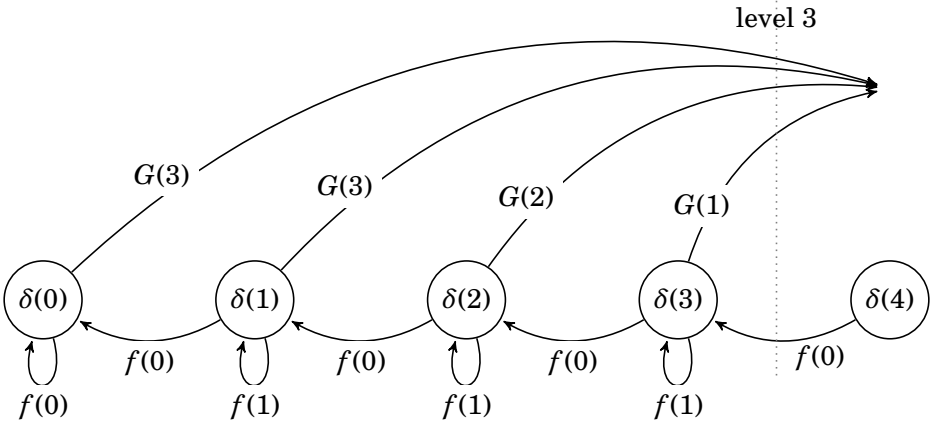 level 3
G(3)
G(3)
G(2)
G(1)
δ(0) δ(1) δ(2) δ(3) δ(4)
f(0) f(0) f(0) f(0)
f(0) f(1) f(1) f(1)